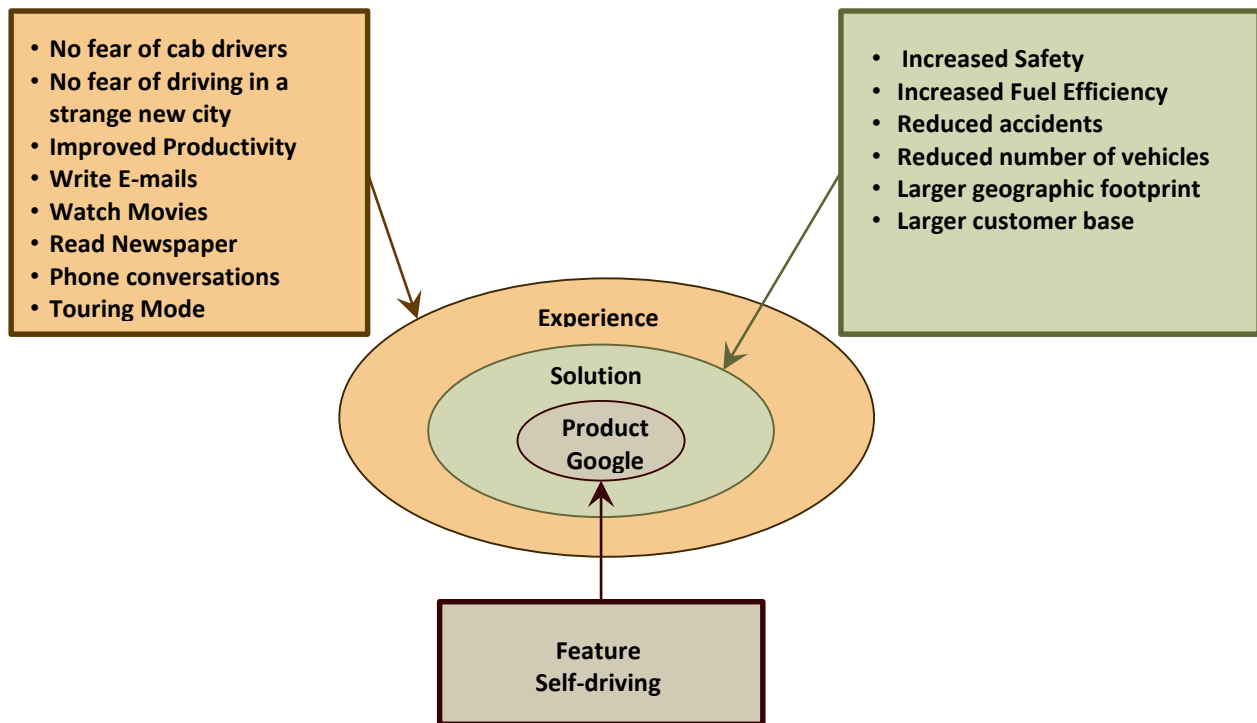 • No fear of cab drivers
• No fear of driving in a
strange new city
• Improved Productivity
• Write E-mails
• Watch Movies
• Read Newspaper
• Phone conversations
• Touring Mode
• Increased Safety
• Increased Fuel Efficiency
• Reduced accidents
• Reduced number of vehicles
• Larger geographic footprint
• Larger customer base
Experience
Solution
Product
Google
Feature
Self-driving